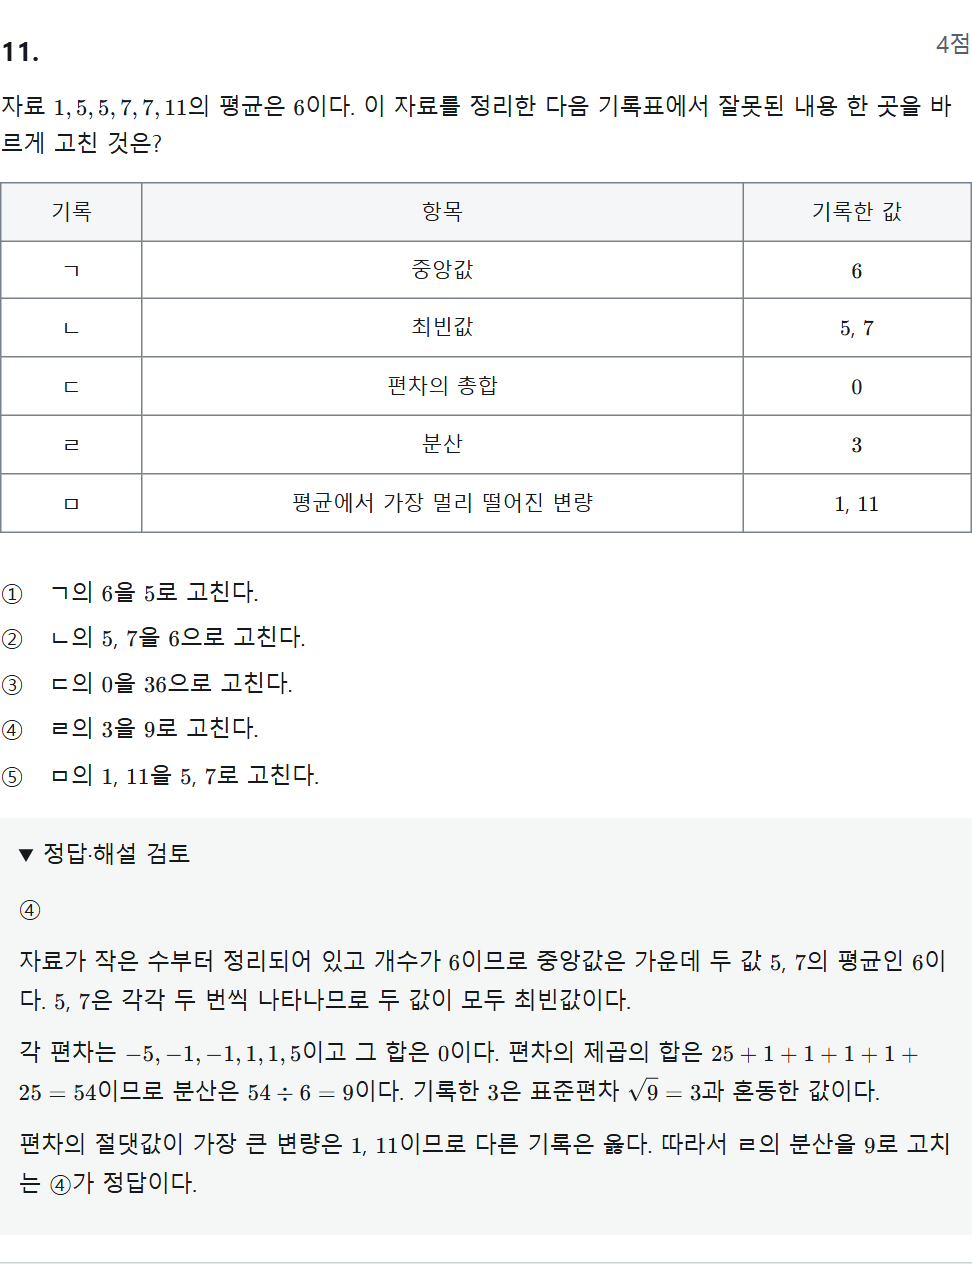 11.
4점
자료 1, 5, 5, 7, 7, 11의 평균은 6이다. 이 자료를 정리한 다음 기록표에서 잘못된 내용 한 곳을 바
르게 고친 것은?
기록 항목 기록한 값
ㄱ 중앙값 6
ㄴ 최빈값 5, 7
ㄷ 편차의 총합 0
ㄹ 분산 3
ㅁ 평균에서 가장 멀리 떨어진 변량 1, 11
① ㄱ의 6을 5로 고친다.
② ㄴ의 5, 7을 6으로 고친다.
③ ㄷ의 0을 36으로 고친다.
④ ㄹ의 3을 9로 고친다.
⑤ ㅁ의 1, 11을 5, 7로 고친다.
▼ 정답·해설 검토
④
자료가 작은 수부터 정리되어 있고 개수가 6이므로 중앙값은 가운데 두 값 5, 7의 평균인 6이
다. 5, 7은 각각 두 번씩 나타나므로 두 값이 모두 최빈값이다.
각 편차는 −5, −1, −1, 1, 1, 5이고 그 합은 0이다. 편차의 제곱의 합은 25 + 1 + 1 + 1 + 1 +
25 = 54이므로 분산은 54 ÷ 6 = 9이다. 기록한 3은 표준편차 √9 = 3과 혼동한 값이다.
편차의 절댓값이 가장 큰 변량은 1, 11이므로 다른 기록은 옳다. 따라서 ㄹ의 분산을 9로 고치
는 ④가 정답이다.